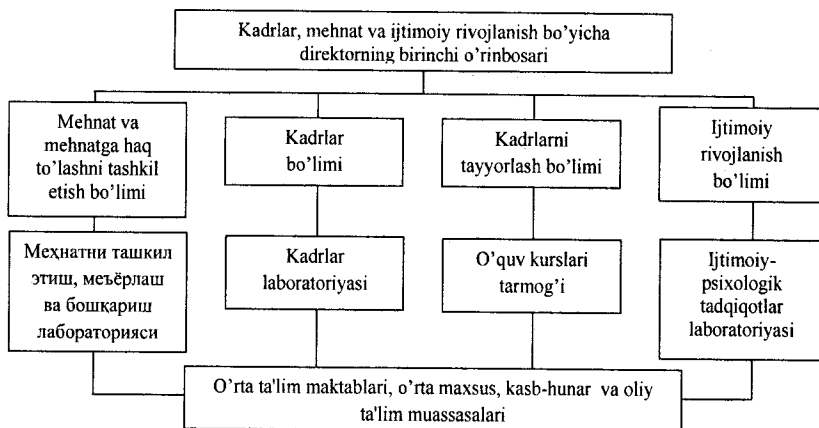 Kadrlar, mehnat va ijtimoiy rivojlanish bo’yicha
direktorning birinchi o’rinbosari
Mehnat va
mehnatga haq
to’lashni tashkil
etish bo’limi
Kadrlar
bo’limi
Kadrlarni
tayyorlash bo’limi
Ijtimoiy
rivojlanish
bo’limi
Меҳнатни ташкил
этиш, меъёрлаш
ва бошқариш
лабораторияси
Kadrlar
laboratoriyasi
O’quv kurslari
tarmog’i
Ijtimoiy-
psixologik
tadqiqotlar
laboratoriyasi
O’rta ta'lim maktablari, o’rta maxsus, kasb-hunar va oliy
ta'lim muassasalari